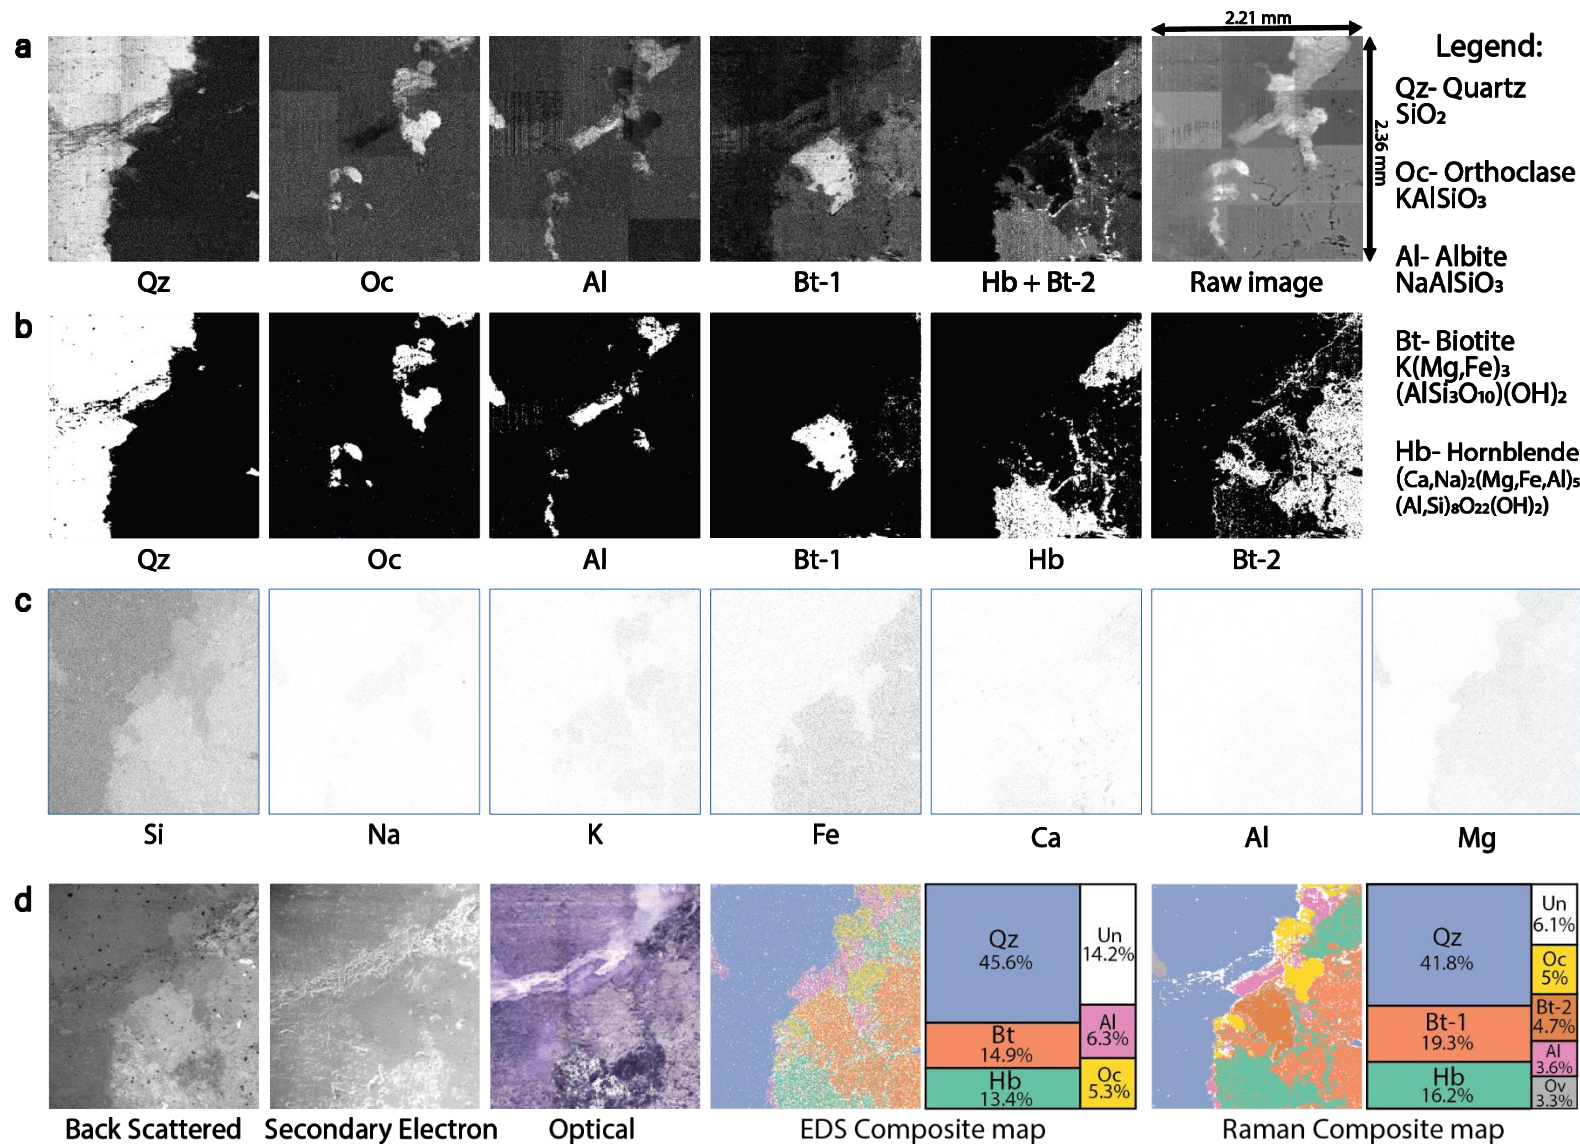 a
2.21 mm
2.36 mm
Qz
Oc
Al
Bt-1
Hb + Bt-2
Raw image
Legend:
Qz- Quartz
SiO₂
Oc- Orthoclase
KAlSiO₃
Al- Albite
NaAlSiO₃
Bt- Biotite
K(Mg,Fe)₃
(AlSi₃O₁₀)(OH)₂
Hb- Hornblende
(Ca,Na)₂(Mg,Fe,Al)₅
(Al,Si)₈O₂₂(OH)₂)
b
Qz
Oc
Al
Bt-1
Hb
Bt-2
c
Si
Na
K
Fe
Ca
Al
Mg
d
Back Scattered
Secondary Electron
Optical
Qz
45.6%
Un
14.2%
Bt
14.9%
Al
6.3%
Hb
13.4%
Oc
5.3%
EDS Composite map
Qz
41.8%
Un
6.1%
Oc
5%
Bt-1
19.3%
Bt-2
4.7%
Hb
16.2%
Al
3.6%
Ov
3.3%
Raman Composite map